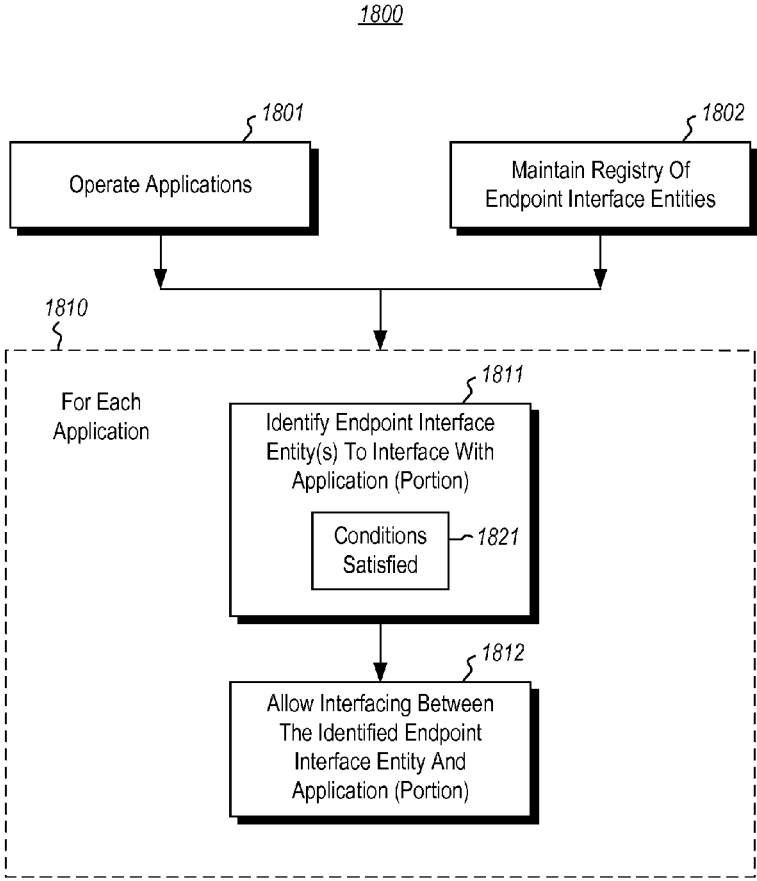 1800
1801
1802
Operate Applications
Maintain Registry Of
Endpoint Interface Entities
1810
For Each
Application
1811
Identify Endpoint Interface
Entity(s) To Interface With
Application (Portion)
Conditions
Satisfied
1821
1812
Allow Interfacing Between
The Identified Endpoint
Interface Entity And
Application (Portion)